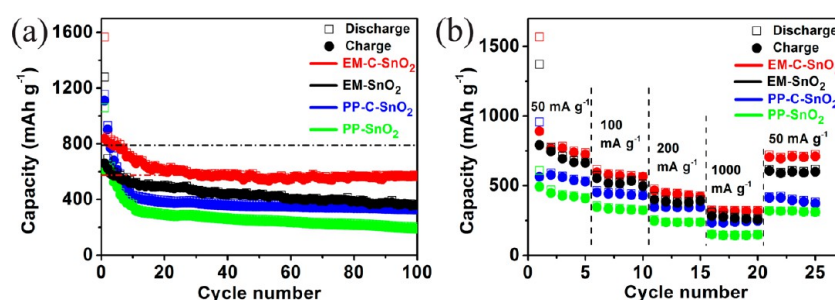 (a)
Capacity (mAh g⁻¹)
1600
1200
800
400
0
0 20 40 60 80 100
Cycle number
Discharge
Charge
EM-C-SnO₂
EM-SnO₂
PP-C-SnO₂
PP-SnO₂
(b)
Capacity (mAh g⁻¹)
1500
1000
500
0
0 5 10 15 20 25
Cycle number
Discharge
Charge
EM-C-SnO₂
EM-SnO₂
PP-C-SnO₂
PP-SnO₂
50 mA g⁻¹
100
mA g⁻¹
200
mA g⁻¹
1000
mA g⁻¹
50 mA g⁻¹